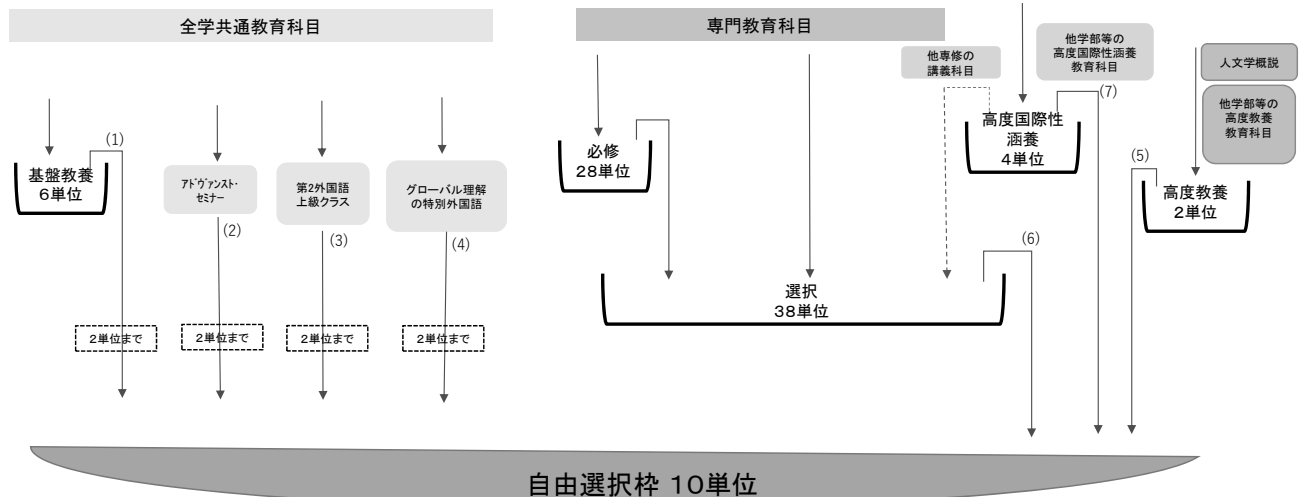 全学共通教育科目
専門教育科目
他専修の
講義科目
他学部等の
高度国際性涵養
教育科目
人文学概説
他学部等の
高度教養
教育科目
(1)
基盤教養
6単位
ｱﾄﾞｳﾞｧﾝｽﾄ･
ｾﾐﾅｰ
(2)
第2外国語
上級クラス
(3)
グローバル理解
の特別外国語
(4)
必修
28単位
高度国際性
涵養
4単位
(7)
(5)
高度教養
2単位
(6)
選択
38単位
2単位まで
2単位まで
2単位まで
2単位まで
自由選択枠 10単位